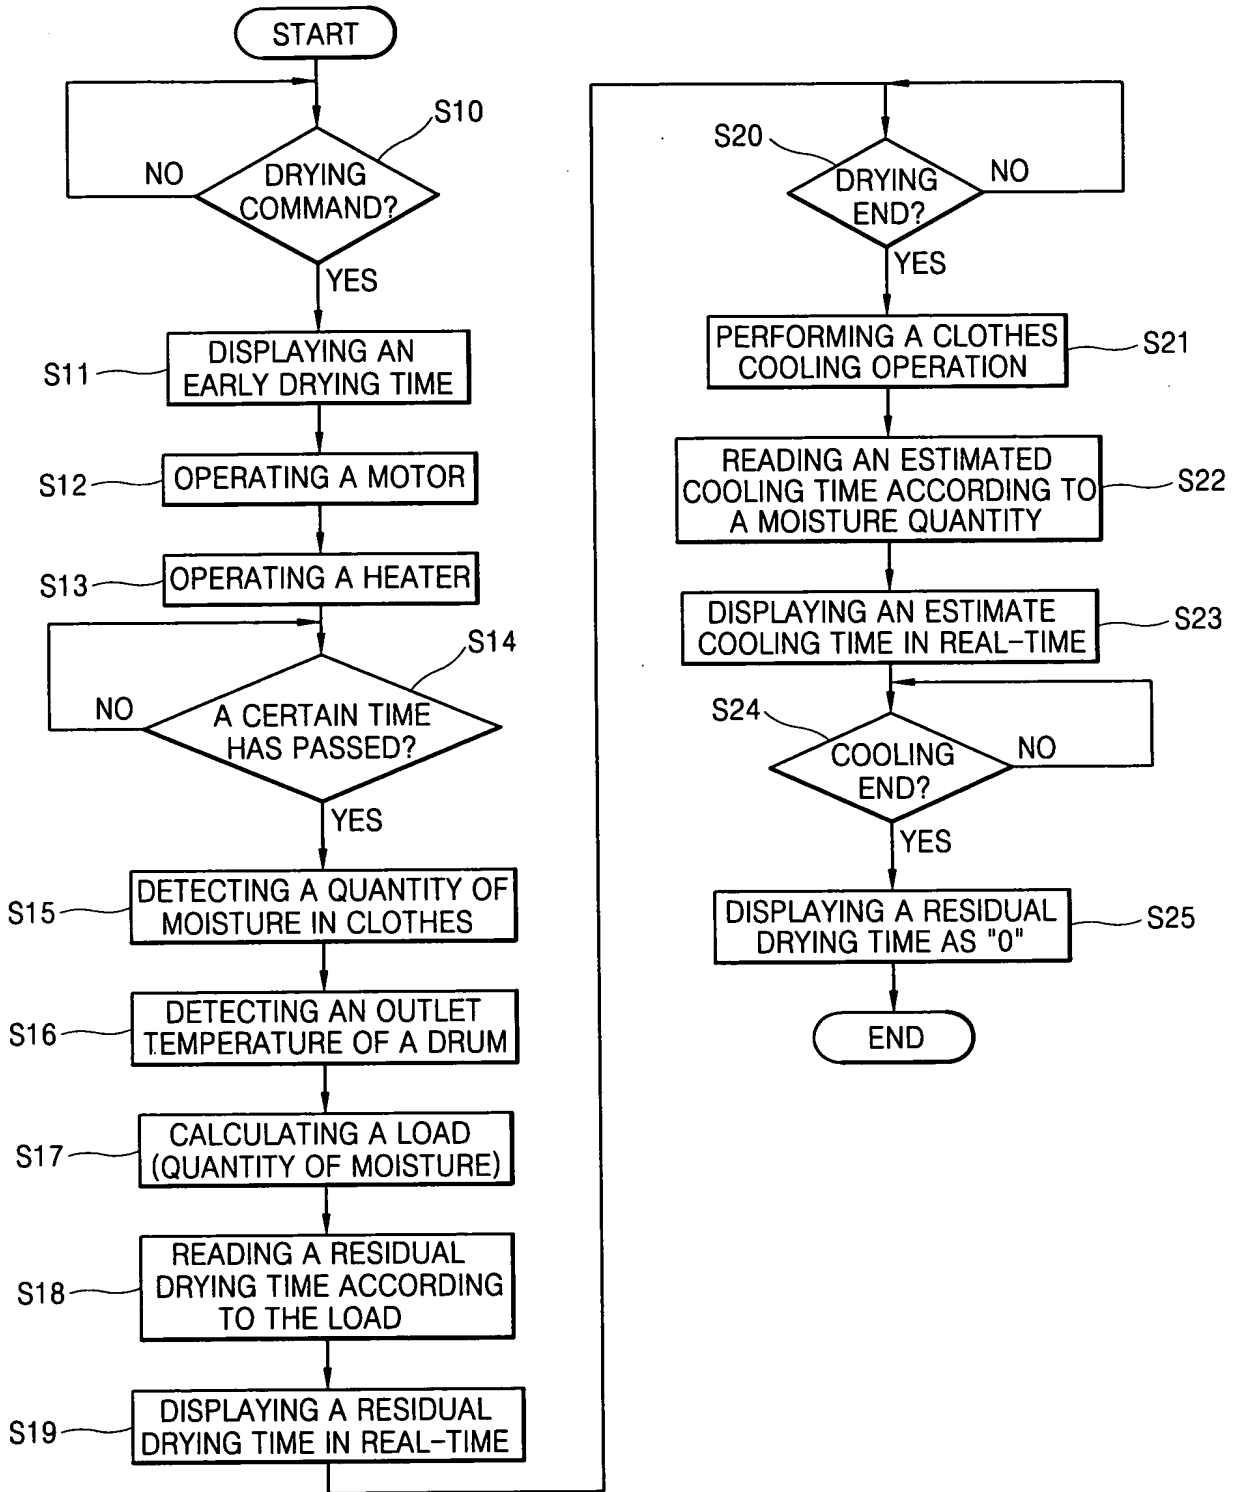 START
S10
DRYING
COMMAND?
NO
YES
S11
DISPLAYING AN
EARLY DRYING TIME
S12
OPERATING A MOTOR
S13
OPERATING A HEATER
S14
A CERTAIN TIME
HAS PASSED?
NO
YES
S15
DETECTING A QUANTITY OF
MOISTURE IN CLOTHES
S16
DETECTING AN OUTLET
TEMPERATURE OF A DRUM
S17
CALCULATING A LOAD
(QUANTITY OF MOISTURE)
S18
READING A RESIDUAL
DRYING TIME ACCORDING
TO THE LOAD
S19
DISPLAYING A RESIDUAL
DRYING TIME IN REAL-TIME
S20
DRYING
END?
NO
YES
PERFORMING A CLOTHES
COOLING OPERATION
S21
READING AN ESTIMATED
COOLING TIME ACCORDING TO
A MOISTURE QUANTITY
S22
DISPLAYING AN ESTIMATE
COOLING TIME IN REAL-TIME
S23
S24
COOLING
END?
NO
YES
DISPLAYING A RESIDUAL
DRYING TIME AS "0"
S25
END